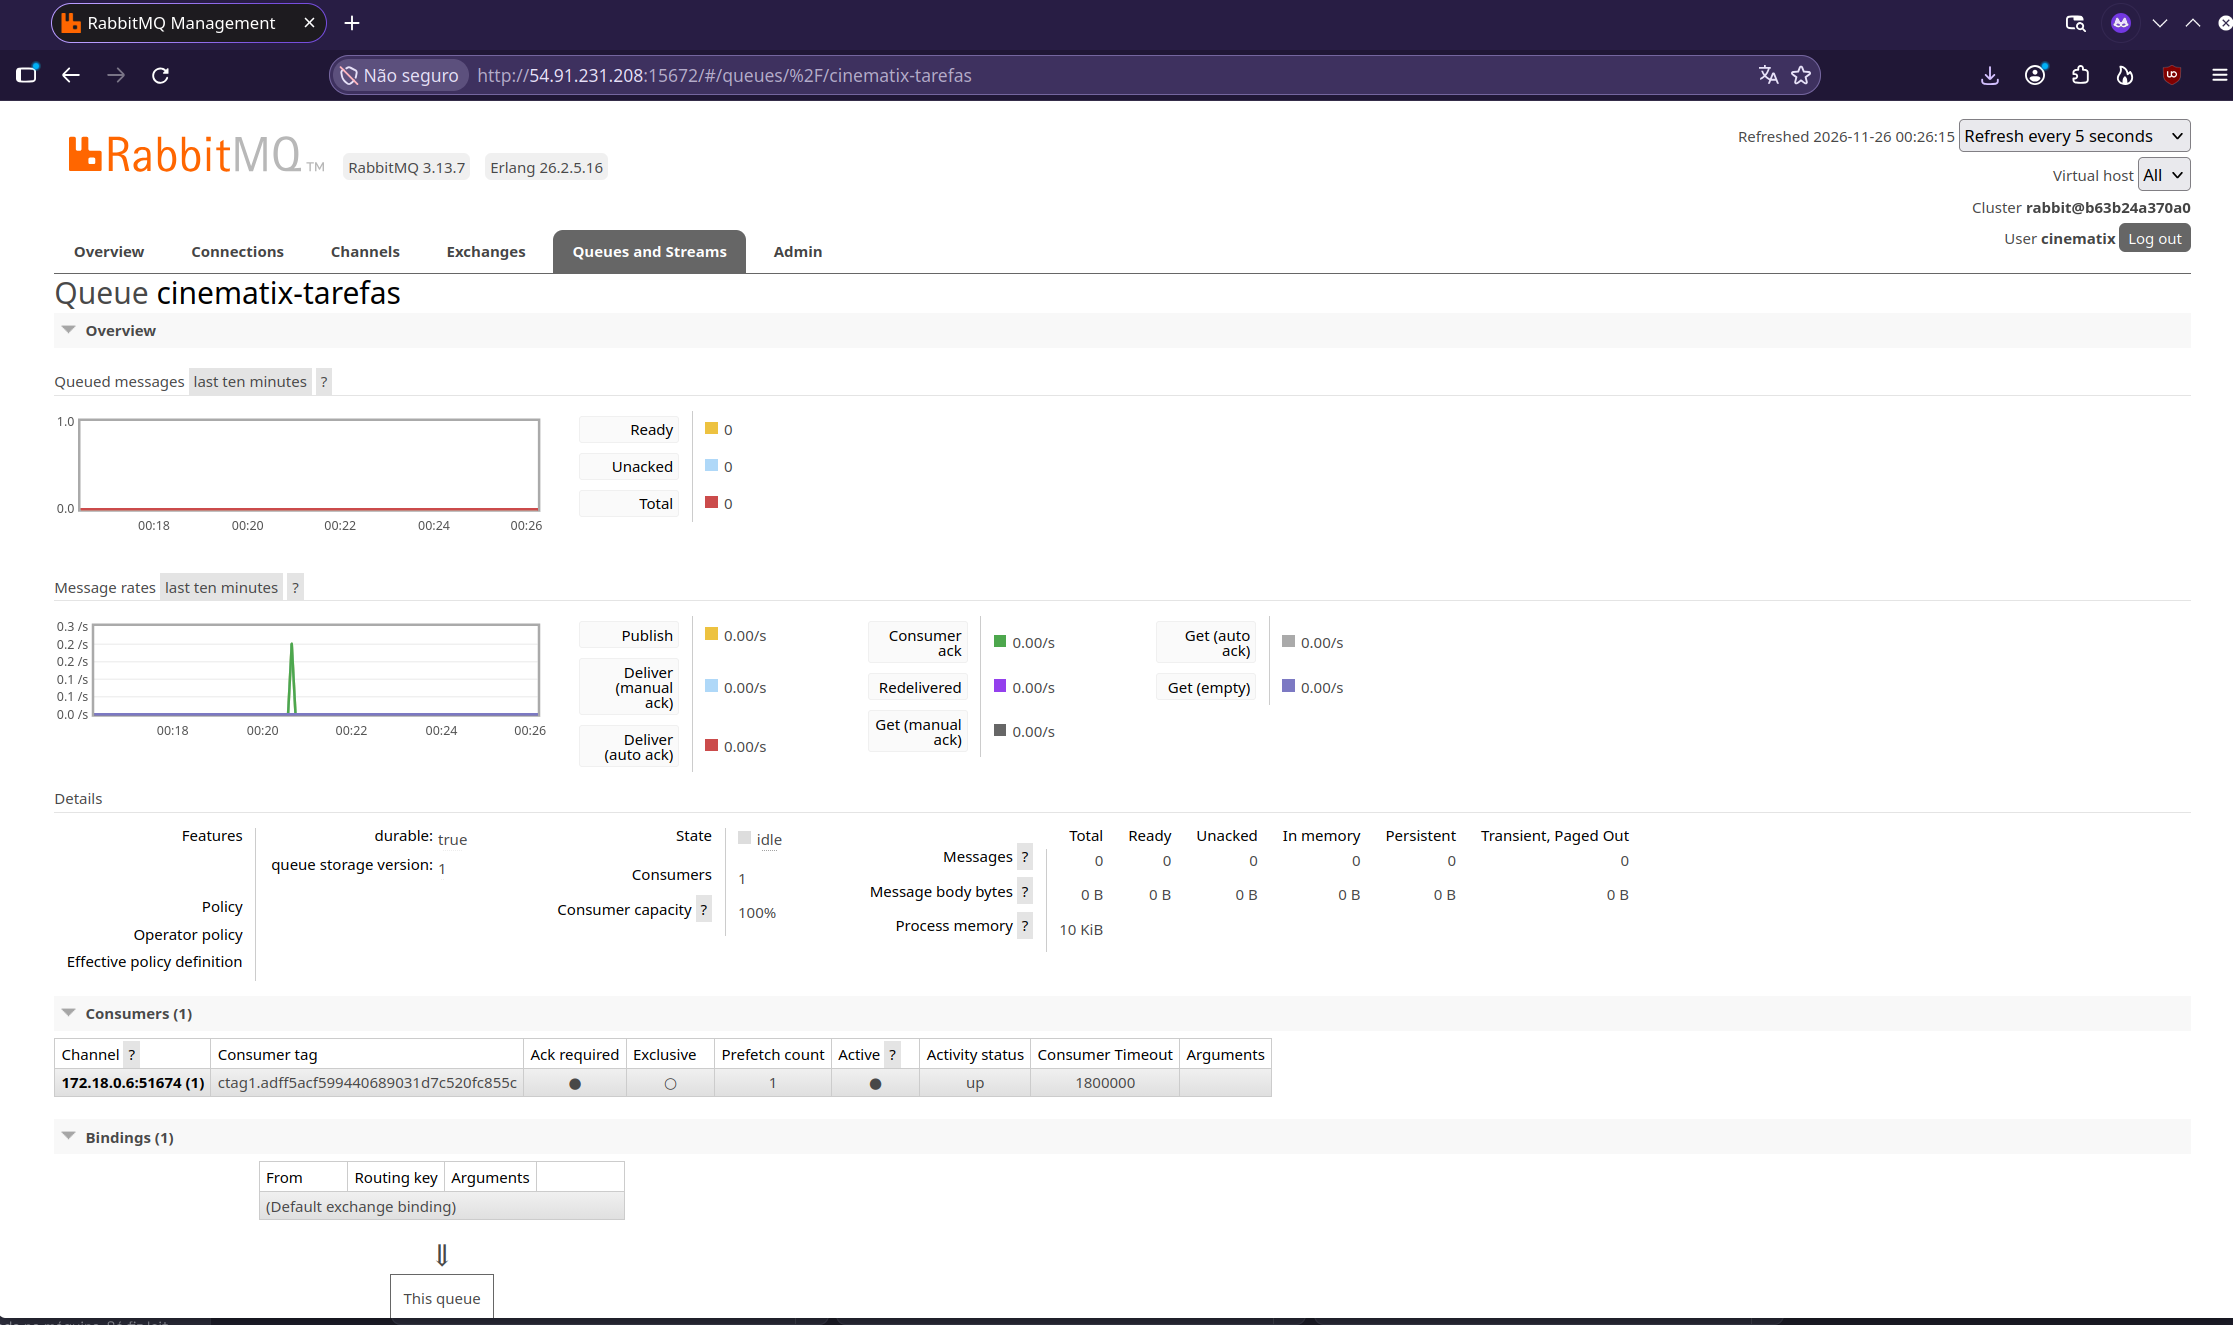 RabbitMQ Management
Não seguro http://54.91.231.208:15672/#/queues/%2F/cinematix-tarefas
RabbitMQ TM RabbitMQ 3.13.7 Erlang 26.2.5.16
Refreshed 2026-11-26 00:26:15 Refresh every 5 seconds
Virtual host All
Cluster rabbit@b63b24a370a0
User cinematix Log out
Overview Connections Channels Exchanges Queues and Streams Admin
Queue cinematix-tarefas
Overview
Queued messages last ten minutes ?
1.0
0.0
00:18 00:20 00:22 00:24 00:26
Ready 0
Unacked 0
Total 0
Message rates last ten minutes ?
0.3 /s
0.2 /s
0.2 /s
0.1 /s
0.1 /s
0.0 /s
00:18 00:20 00:22 00:24 00:26
Publish 0.00/s
Deliver
(manual 0.00/s
ack)
Deliver
(auto ack) 0.00/s
Consumer
ack 0.00/s
Redelivered 0.00/s
Get (manual
ack) 0.00/s
Get (auto
ack) 0.00/s
Get (empty) 0.00/s
Details
Features durable: true
queue storage version: 1
Policy
Operator policy
Effective policy definition
State idle
Consumers 1
Consumer capacity ? 100%
Total Ready Unacked In memory Persistent Transient, Paged Out
Messages ? 0 0 0 0 0 0
Message body bytes ? 0 B 0 B 0 B 0 B 0 B 0 B
Process memory ? 10 KiB
Consumers (1)
Channel ? Consumer tag Ack required Exclusive Prefetch count Active ? Activity status Consumer Timeout Arguments
172.18.0.6:51674 (1) ctag1.adff5acf599440689031d7c520fc855c ● ○ 1 ● up 1800000
Bindings (1)
From Routing key Arguments
(Default exchange binding)
⇓
This queue